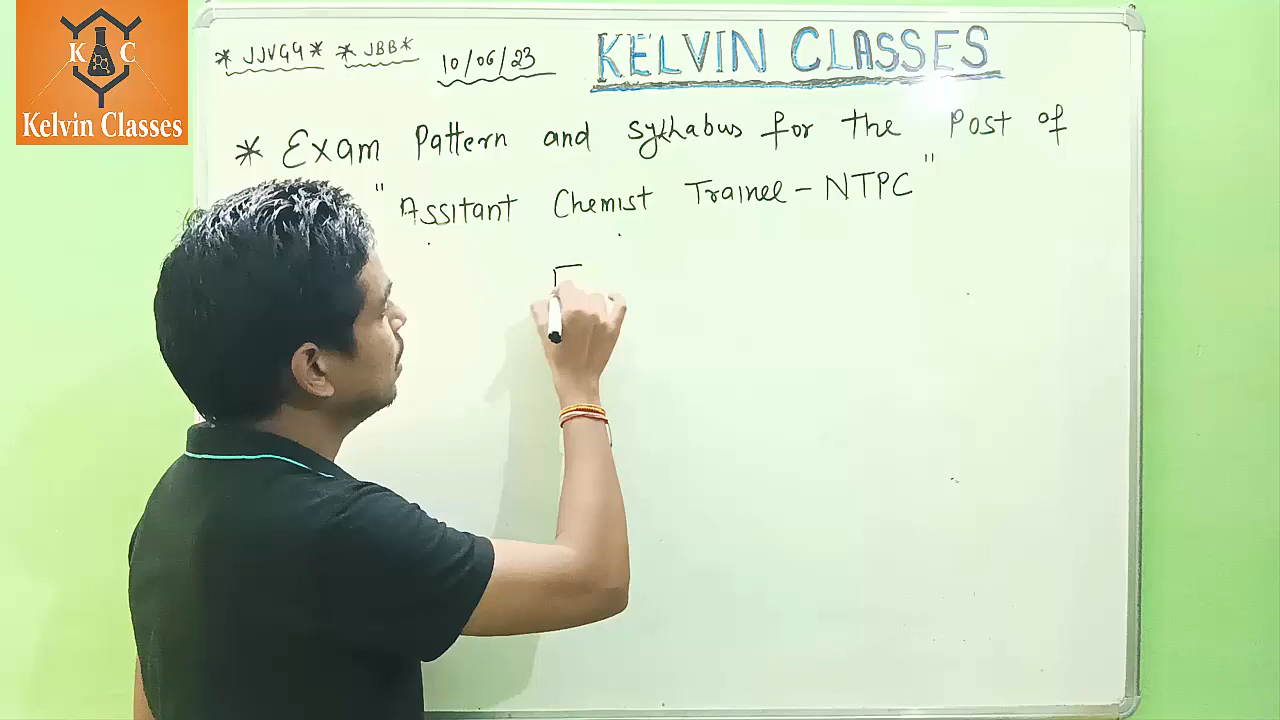 K C
Kelvin Classes
* JJVGG * * JBB * 10/06/23
KELVIN CLASSES
* Exam Pattern and syllabus for the Post of
"Assitant Chemist Trainee - NTPC"